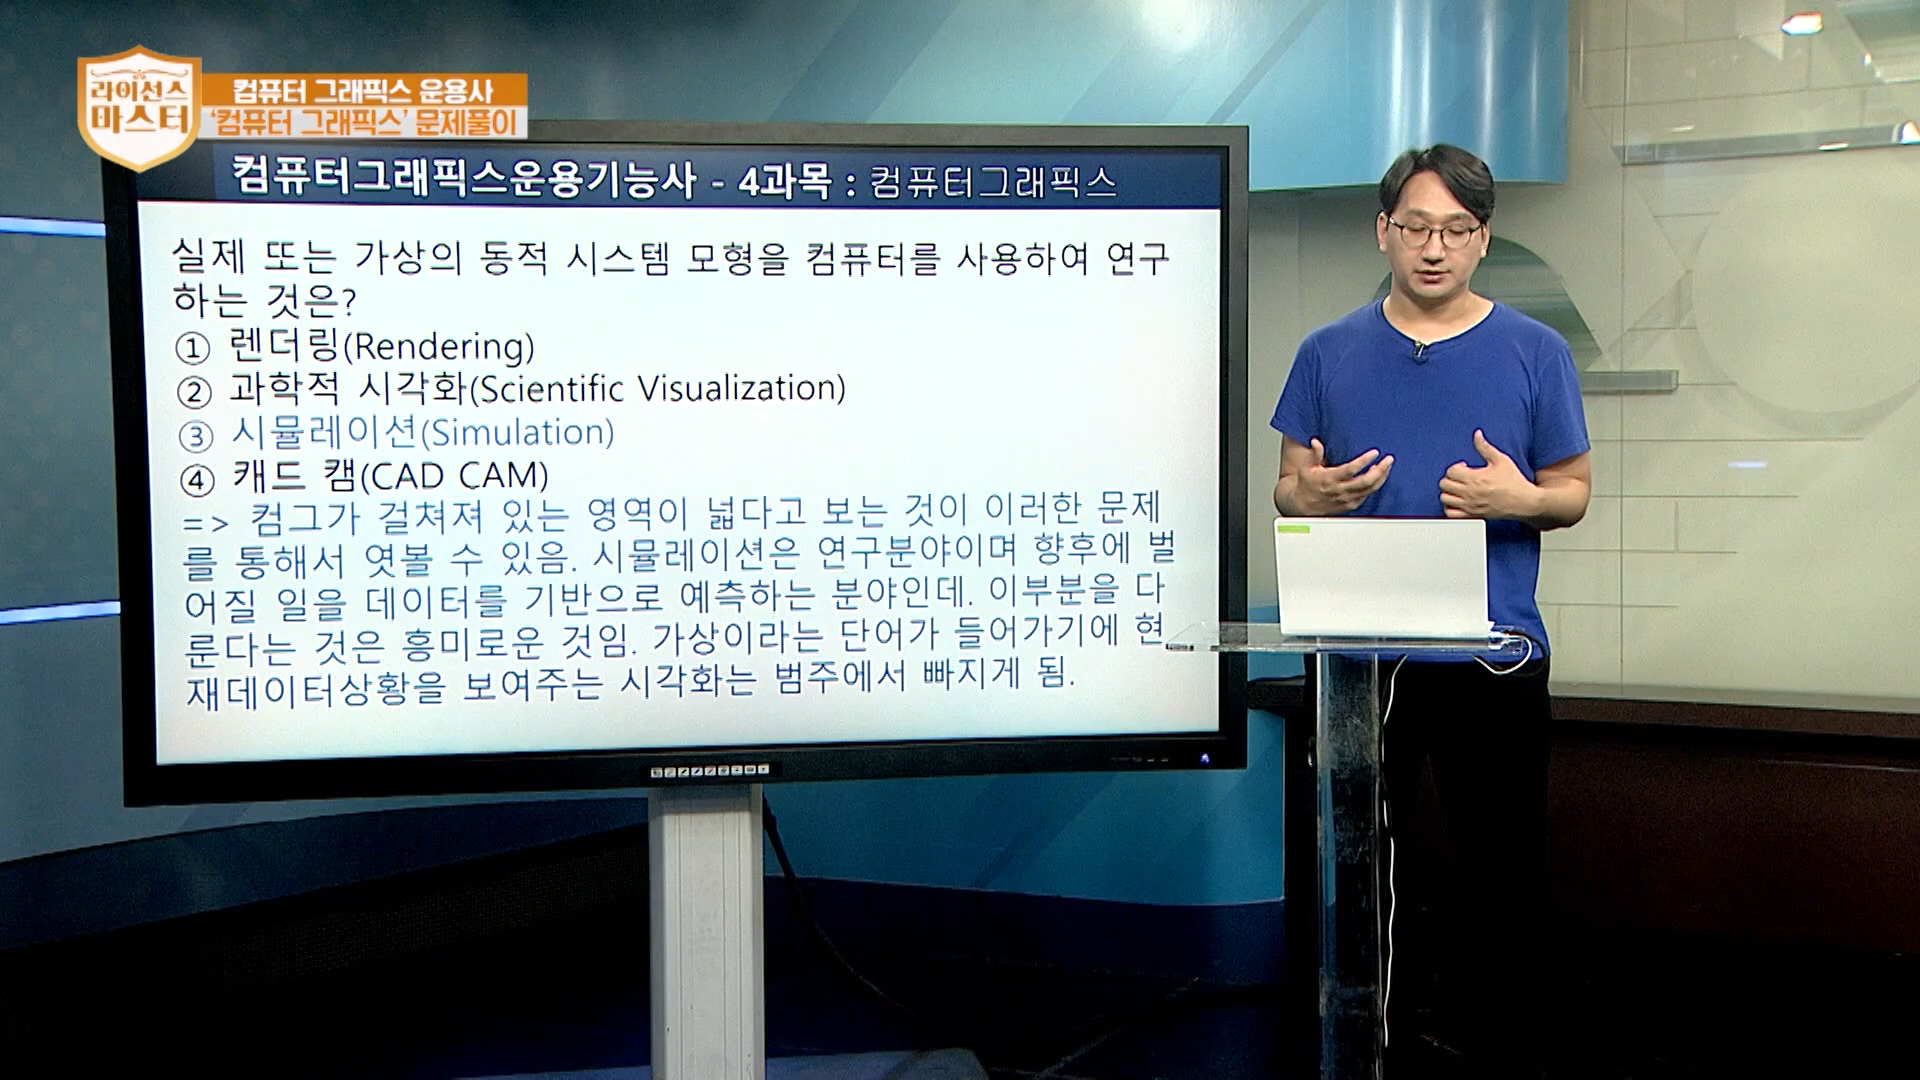 라이선스
마스터
컴퓨터 그래픽스 운용사
‘컴퓨터 그래픽스’ 문제풀이
컴퓨터그래픽스운용기능사 - 4과목 : 컴퓨터그래픽스
실제 또는 가상의 동적 시스템 모형을 컴퓨터를 사용하여 연구
하는 것은?
① 렌더링(Rendering)
② 과학적 시각화(Scientific Visualization)
③ 시뮬레이션(Simulation)
④ 캐드 캠(CAD CAM)
=> 컴그가 걸쳐져 있는 영역이 넓다고 보는 것이 이러한 문제
를 통해서 엿볼 수 있음. 시뮬레이션은 연구분야이며 향후에 벌
어질 일을 데이터를 기반으로 예측하는 분야인데. 이부분을 다
룬다는 것은 흥미로운 것임. 가상이라는 단어가 들어가기에 현
재데이터상황을 보여주는 시각화는 범주에서 빠지게 됨.